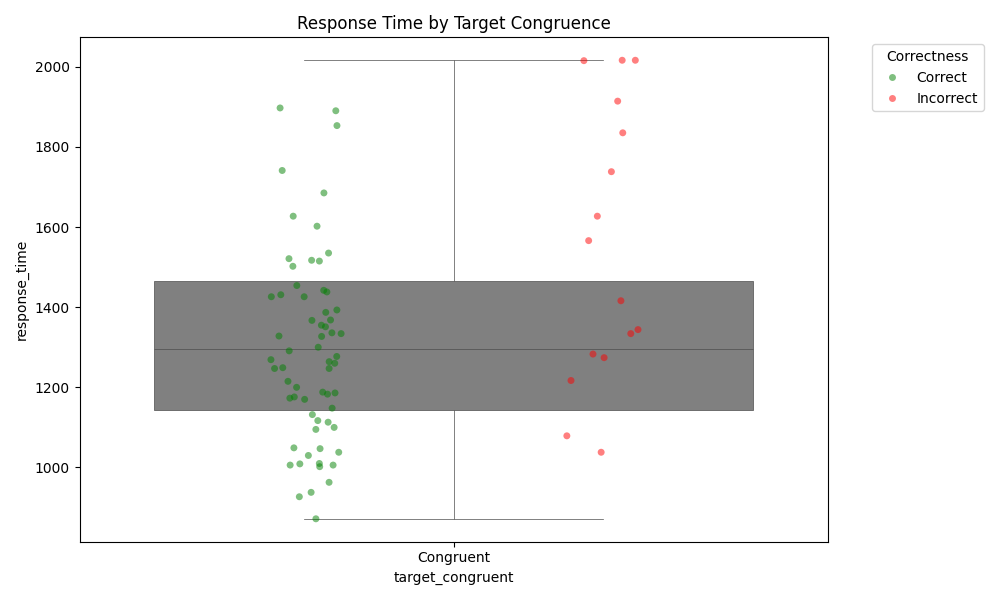 Response Time by Target Congruence
Correctness
Correct
Incorrect
response_time
2000
1800
1600
1400
1200
1000
Congruent
target_congruent